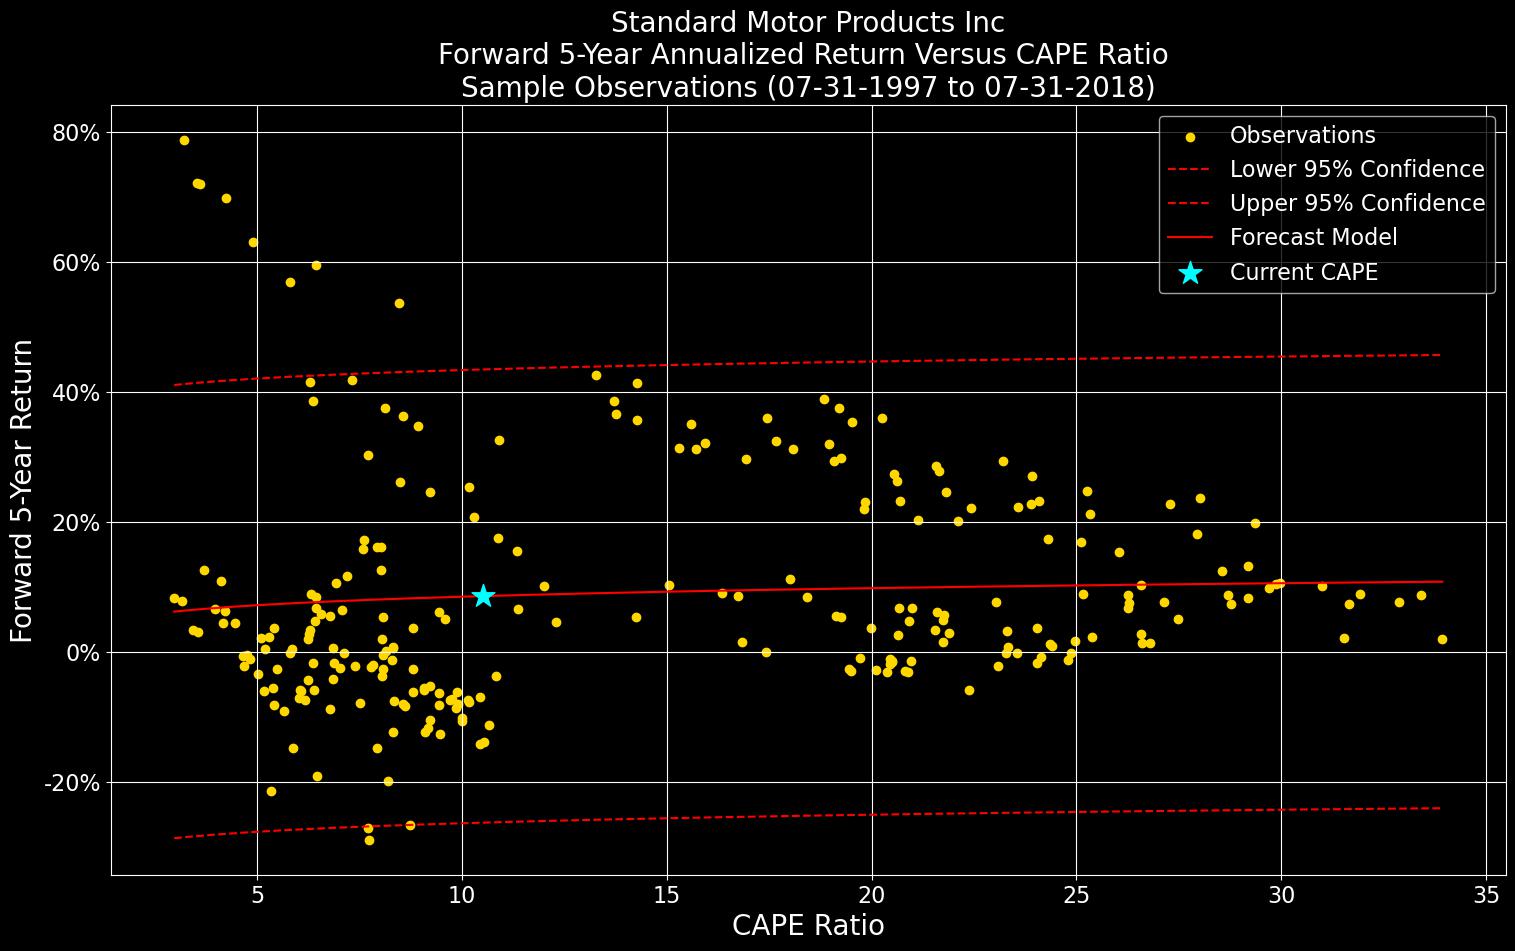 Standard Motor Products Inc
Forward 5-Year Annualized Return Versus CAPE Ratio
Sample Observations (07-31-1997 to 07-31-2018)
Observations
Lower 95% Confidence
Upper 95% Confidence
Forecast Model
Current CAPE
Forward 5-Year Return
80%
60%
40%
20%
0%
-20%
5 10 15 20 25 30 35
CAPE Ratio